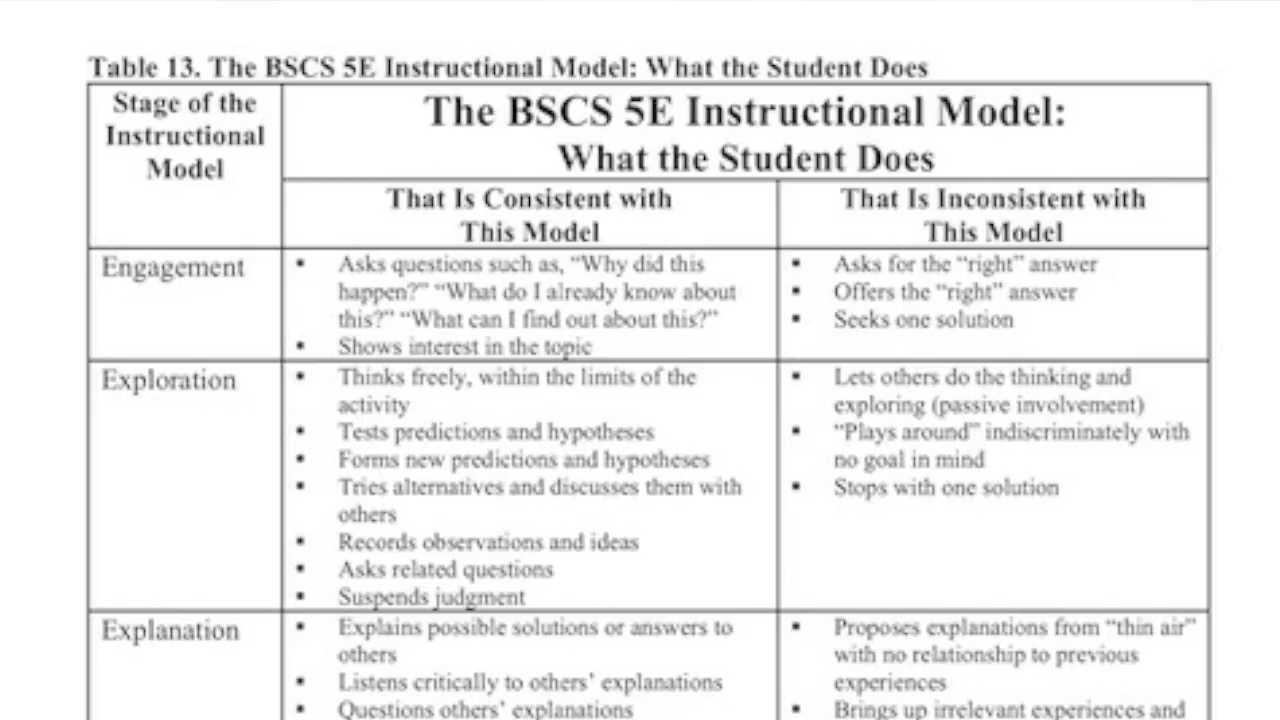 Table 13. The BSCS 5E Instructional Model: What the Student Does
Stage of the
Instructional
Model
The BSCS 5E Instructional Model:
What the Student Does
That Is Consistent with
This Model
That Is Inconsistent with
This Model
Engagement
▪ Asks questions such as, “Why did this
happen?” “What do I already know about
this?” “What can I find out about this?”
▪ Shows interest in the topic
▪ Asks for the “right” answer
▪ Offers the “right” answer
▪ Seeks one solution
Exploration
▪ Thinks freely, within the limits of the
activity
▪ Tests predictions and hypotheses
▪ Forms new predictions and hypotheses
▪ Tries alternatives and discusses them with
others
▪ Records observations and ideas
▪ Asks related questions
▪ Suspends judgment
▪ Lets others do the thinking and
exploring (passive involvement)
▪ “Plays around” indiscriminately with
no goal in mind
▪ Stops with one solution
Explanation
▪ Explains possible solutions or answers to
others
▪ Listens critically to others’ explanations
▪ Questions others’ explanations
▪ Proposes explanations from “thin air”
with no relationship to previous
experiences
▪ Brings up irrelevant experiences and